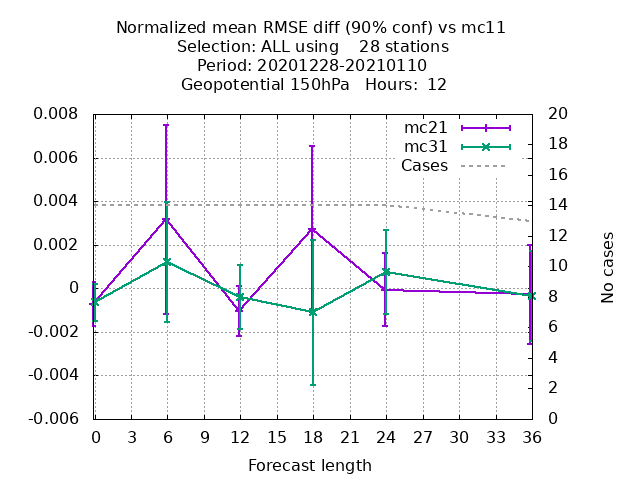 Normalized mean RMSE diff (90% conf) vs mc11
Selection: ALL using    28 stations
Period: 20201228-20210110
Geopotential 150hPa   Hours:  12
0.008
0.006
0.004
0.002
0
-0.002
-0.004
-0.006
mc21
mc31
Cases
20
18
16
14
12
10
8
6
4
2
0
No cases
0 3 6 9 12 15 18 21 24 27 30 33 36
Forecast length